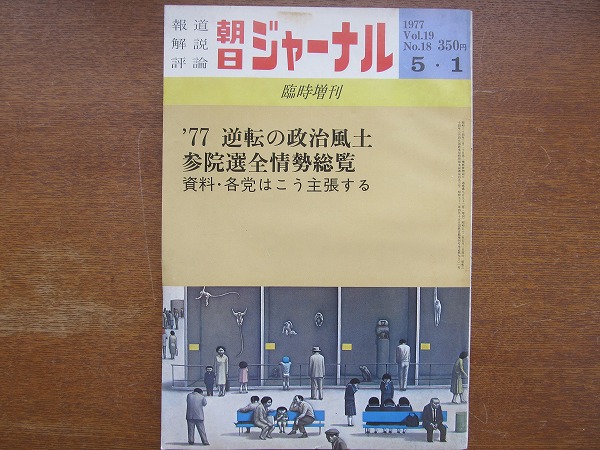 報道
解説
評論
朝日ジャーナル
1977
Vol.19
No.18 350円
5・1
臨時増刊
'77 逆転の政治風土
参院選全情勢総覧
資料・各党はこう主張する